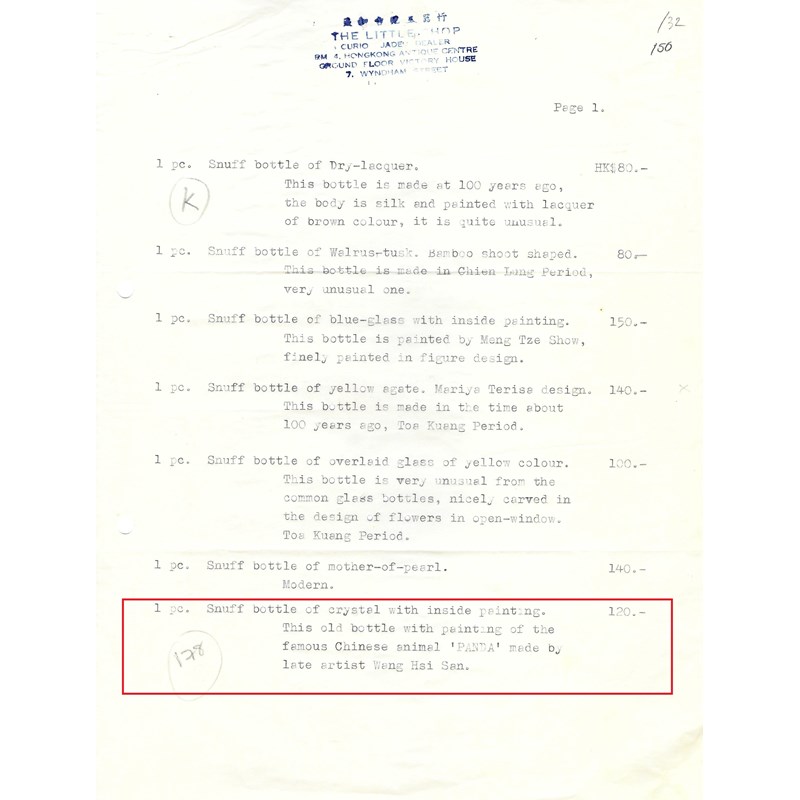 THE LITTLE SHOP
CURIO JADE DEALER
RM 4, HONGKONG ANTIQUE CENTRE
GROUND FLOOR VICTORY HOUSE
7, WYNDHAM STREET
/32
150
Page 1.
1 pc. Snuff bottle of Dry-lacquer. HK$80.-
This bottle is made at 100 years ago,
K
the body is silk and painted with lacquer
of brown colour, it is quite unusual.
1 pc. Snuff bottle of Walrus-tusk. Bamboo shoot shaped. 80.-
This bottle is made in Chien Lung Period,
very unusual one.
1 pc. Snuff bottle of blue-glass with inside painting. 150.-
This bottle is painted by Meng Tze Show,
finely painted in figure design.
1 pc. Snuff bottle of yellow agate. Mariya Terisa design. 140.- x
This bottle is made in the time about
100 years ago, Toa Kuang Period.
1 pc. Snuff bottle of overlaid glass of yellow colour. 100.-
This bottle is very unusual from the
common glass bottles, nicely carved in
the design of flowers in open-window.
Toa Kuang Period.
1 pc. Snuff bottle of mother-of-pearl. 140.-
Modern.
1 pc. Snuff bottle of crystal with inside painting. 120.-
This old bottle with painting of the
178
famous Chinese animal 'PANDA' made by
late artist Wang Hsi San.